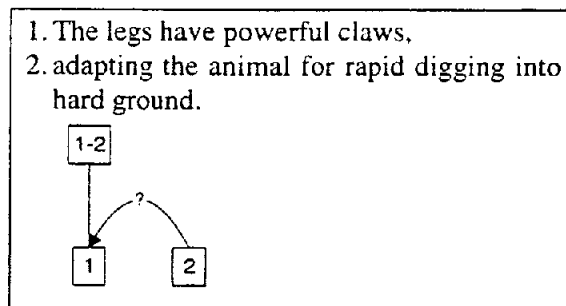 1. The legs have powerful claws,
2. adapting the animal for rapid digging into
hard ground.
1-2
?
1
2